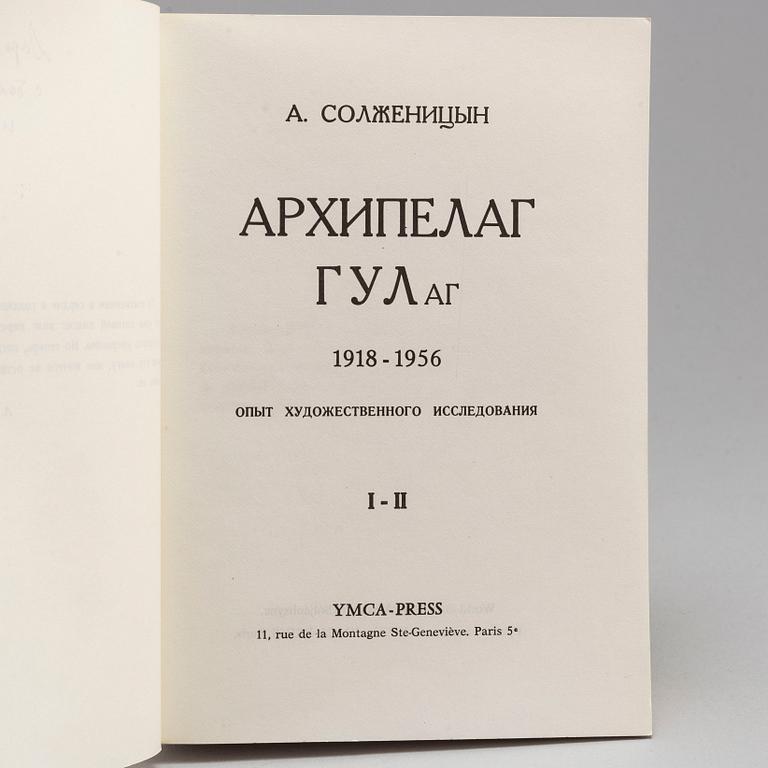 А. СОЛЖЕНИЦЫН
АРХИПЕЛАГ
ГУЛаг
1918 - 1956
ОПЫТ ХУДОЖЕСТВЕННОГО ИССЛЕДОВАНИЯ
I - II
YMCA-PRESS
11, rue de la Montagne Ste-Geneviève. Paris 5e